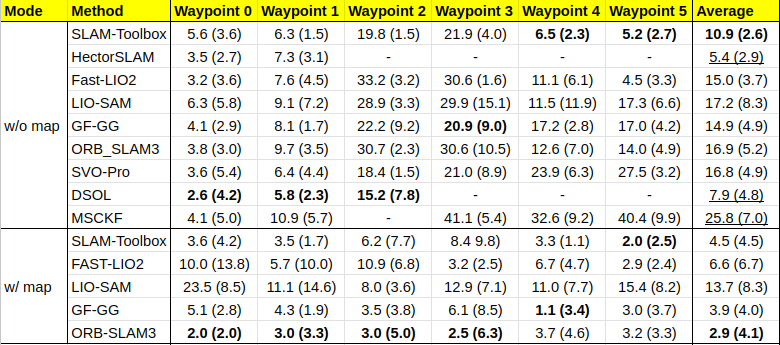 Mode Method Waypoint 0 Waypoint 1 Waypoint 2 Waypoint 3 Waypoint 4 Waypoint 5 Average
SLAM-Toolbox 5.6 (3.6) 6.3 (1.5) 19.8 (1.5) 21.9 (4.0) 6.5 (2.3) 5.2 (2.7) 10.9 (2.6)
HectorSLAM 3.5 (2.7) 7.3 (3.1) - - - - 5.4 (2.9)
Fast-LIO2 3.2 (3.6) 7.6 (4.5) 33.2 (3.2) 30.6 (1.6) 11.1 (6.1) 4.5 (3.3) 15.0 (3.7)
LIO-SAM 6.3 (5.8) 9.1 (7.2) 28.9 (3.3) 29.9 (15.1) 11.5 (11.9) 17.3 (6.6) 17.2 (8.3)
w/o map GF-GG 4.1 (2.9) 8.1 (1.7) 22.2 (9.2) 20.9 (9.0) 17.2 (2.8) 17.0 (4.2) 14.9 (4.9)
ORB_SLAM3 3.8 (3.0) 9.7 (3.5) 30.7 (2.3) 30.6 (10.5) 12.6 (7.0) 14.0 (4.9) 16.9 (5.2)
SVO-Pro 3.6 (5.4) 6.4 (4.4) 18.4 (1.5) 21.0 (8.9) 23.9 (6.3) 27.5 (3.2) 16.8 (4.9)
DSOL 2.6 (4.2) 5.8 (2.3) 15.2 (7.8) - - - 7.9 (4.8)
MSCKF 4.1 (5.0) 10.9 (5.7) - 41.1 (5.4) 32.6 (9.2) 40.4 (9.9) 25.8 (7.0)
SLAM-Toolbox 3.6 (4.2) 3.5 (1.7) 6.2 (7.7) 8.4 9.8) 3.3 (1.1) 2.0 (2.5) 4.5 (4.5)
FAST-LIO2 10.0 (13.8) 5.7 (10.0) 10.9 (6.8) 3.2 (2.5) 6.7 (4.7) 2.9 (2.4) 6.6 (6.7)
w/ map LIO-SAM 23.5 (8.5) 11.1 (14.6) 8.0 (3.6) 12.9 (7.1) 11.0 (7.7) 15.4 (8.2) 13.7 (8.3)
GF-GG 5.1 (2.8) 4.3 (1.9) 3.5 (3.8) 6.1 (8.5) 1.1 (3.4) 3.0 (3.7) 3.9 (4.0)
ORB-SLAM3 2.0 (2.0) 3.0 (3.3) 3.0 (5.0) 2.5 (6.3) 3.7 (4.6) 3.2 (3.3) 2.9 (4.1)